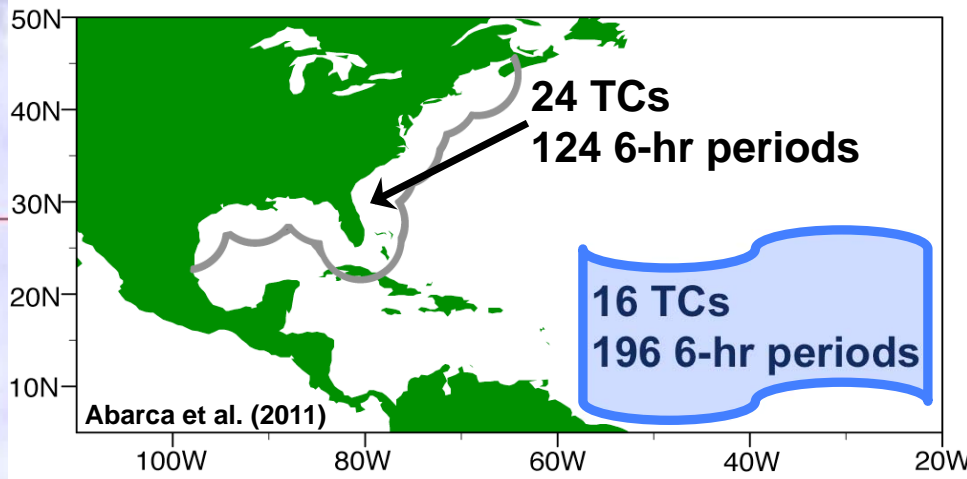 50N
40N
30N
20N
10N
24 TCs
124 6-hr periods
16 TCs
196 6-hr periods
Abarca et al. (2011)
100W 80W 60W 40W 20W